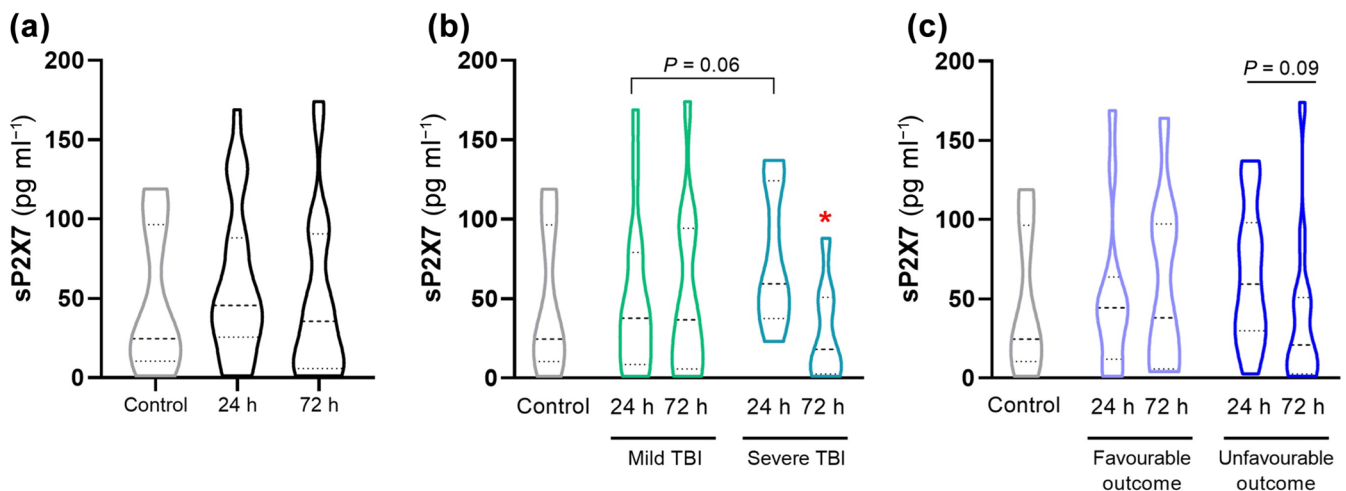 (a)
200
150
100
50
0
sP2X7 (pg ml⁻¹)
Control 24 h 72 h
(b)
200
150
100
50
0
sP2X7 (pg ml⁻¹)
P = 0.06
*
Control 24 h 72 h 24 h 72 h
Mild TBI Severe TBI
(c)
200
150
100
50
0
sP2X7 (pg ml⁻¹)
P = 0.09
Control 24 h 72 h 24 h 72 h
Favourable Unfavourable
outcome outcome